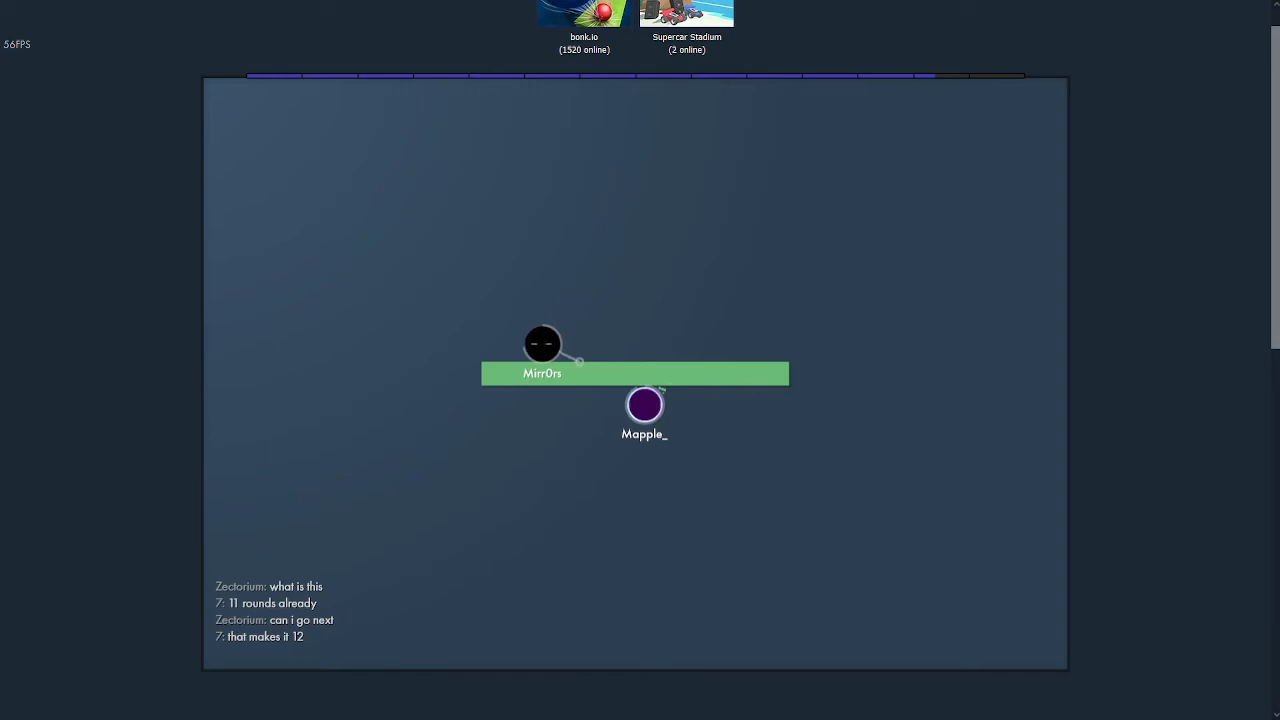 bonk.io
(1520 online)
Supercar Stadium
(2 online)
56FPS
Mirr0rs
Mapple_
Zectorium: what is this
7: 11 rounds already
Zectorium: can i go next
7: that makes it 12